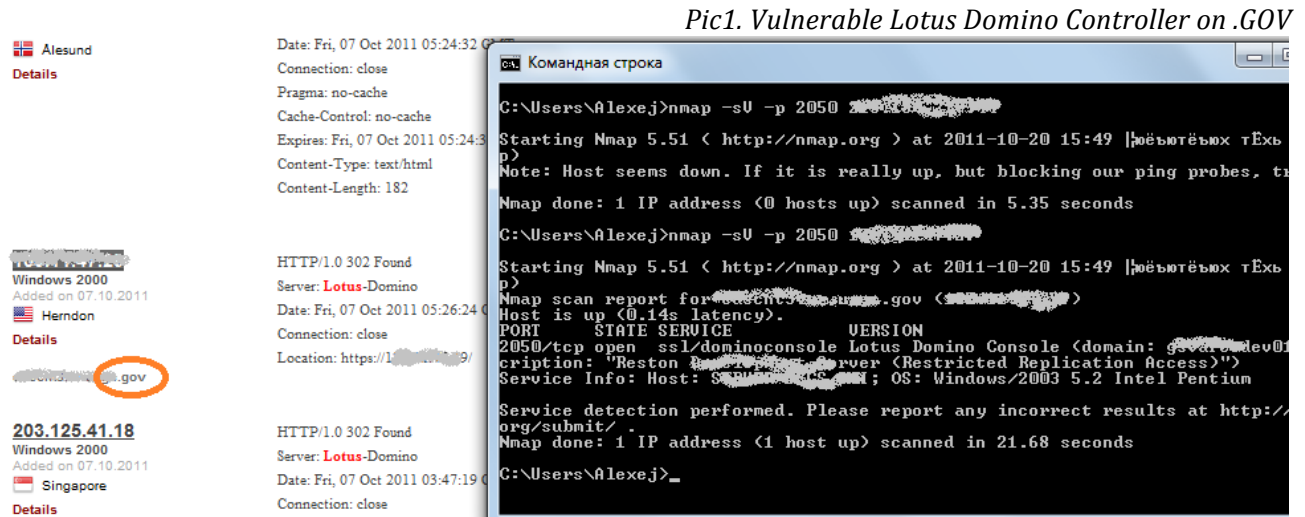 Pic1. Vulnerable Lotus Domino Controller on .GOV
Ålesund
Details
Date: Fri, 07 Oct 2011 05:24:32
Connection: close
Pragma: no-cache
Cache-Control: no-cache
Expires: Fri, 07 Oct 2011 05:24:3
Content-Type: text/html
Content-Length: 182
Windows 2000
Added on 07.10.2011
Herndon
Details
.gov
HTTP/1.0 302 Found
Server: Lotus-Domino
Date: Fri, 07 Oct 2011 05:26:24
Connection: close
Location: https://1 9/
203.125.41.18
Windows 2000
Added on 07.10.2011
Singapore
Details
HTTP/1.0 302 Found
Server: Lotus-Domino
Date: Fri, 07 Oct 2011 03:47:19
Connection: close
Командная строка
C:\Users\Alexej>nmap -sV -p 2050
Starting Nmap 5.51 ( http://nmap.org ) at 2011-10-20 15:49
p)
Note: Host seems down. If it is really up, but blocking our ping probes, tr
Nmap done: 1 IP address (0 hosts up) scanned in 5.35 seconds
C:\Users\Alexej>nmap -sV -p 2050
Starting Nmap 5.51 ( http://nmap.org ) at 2011-10-20 15:49
p)
Nmap scan report for .gov ( )
Host is up (0.14s latency).
PORT STATE SERVICE VERSION
2050/tcp open ssl/dominoconsole Lotus Domino Console (domain: dev01
cription: "Reston rver (Restricted Replication Access)")
Service Info: Host: ; OS: Windows/2003 5.2 Intel Pentium
Service detection performed. Please report any incorrect results at http://
org/submit/ .
Nmap done: 1 IP address (1 host up) scanned in 21.68 seconds
C:\Users\Alexej>_